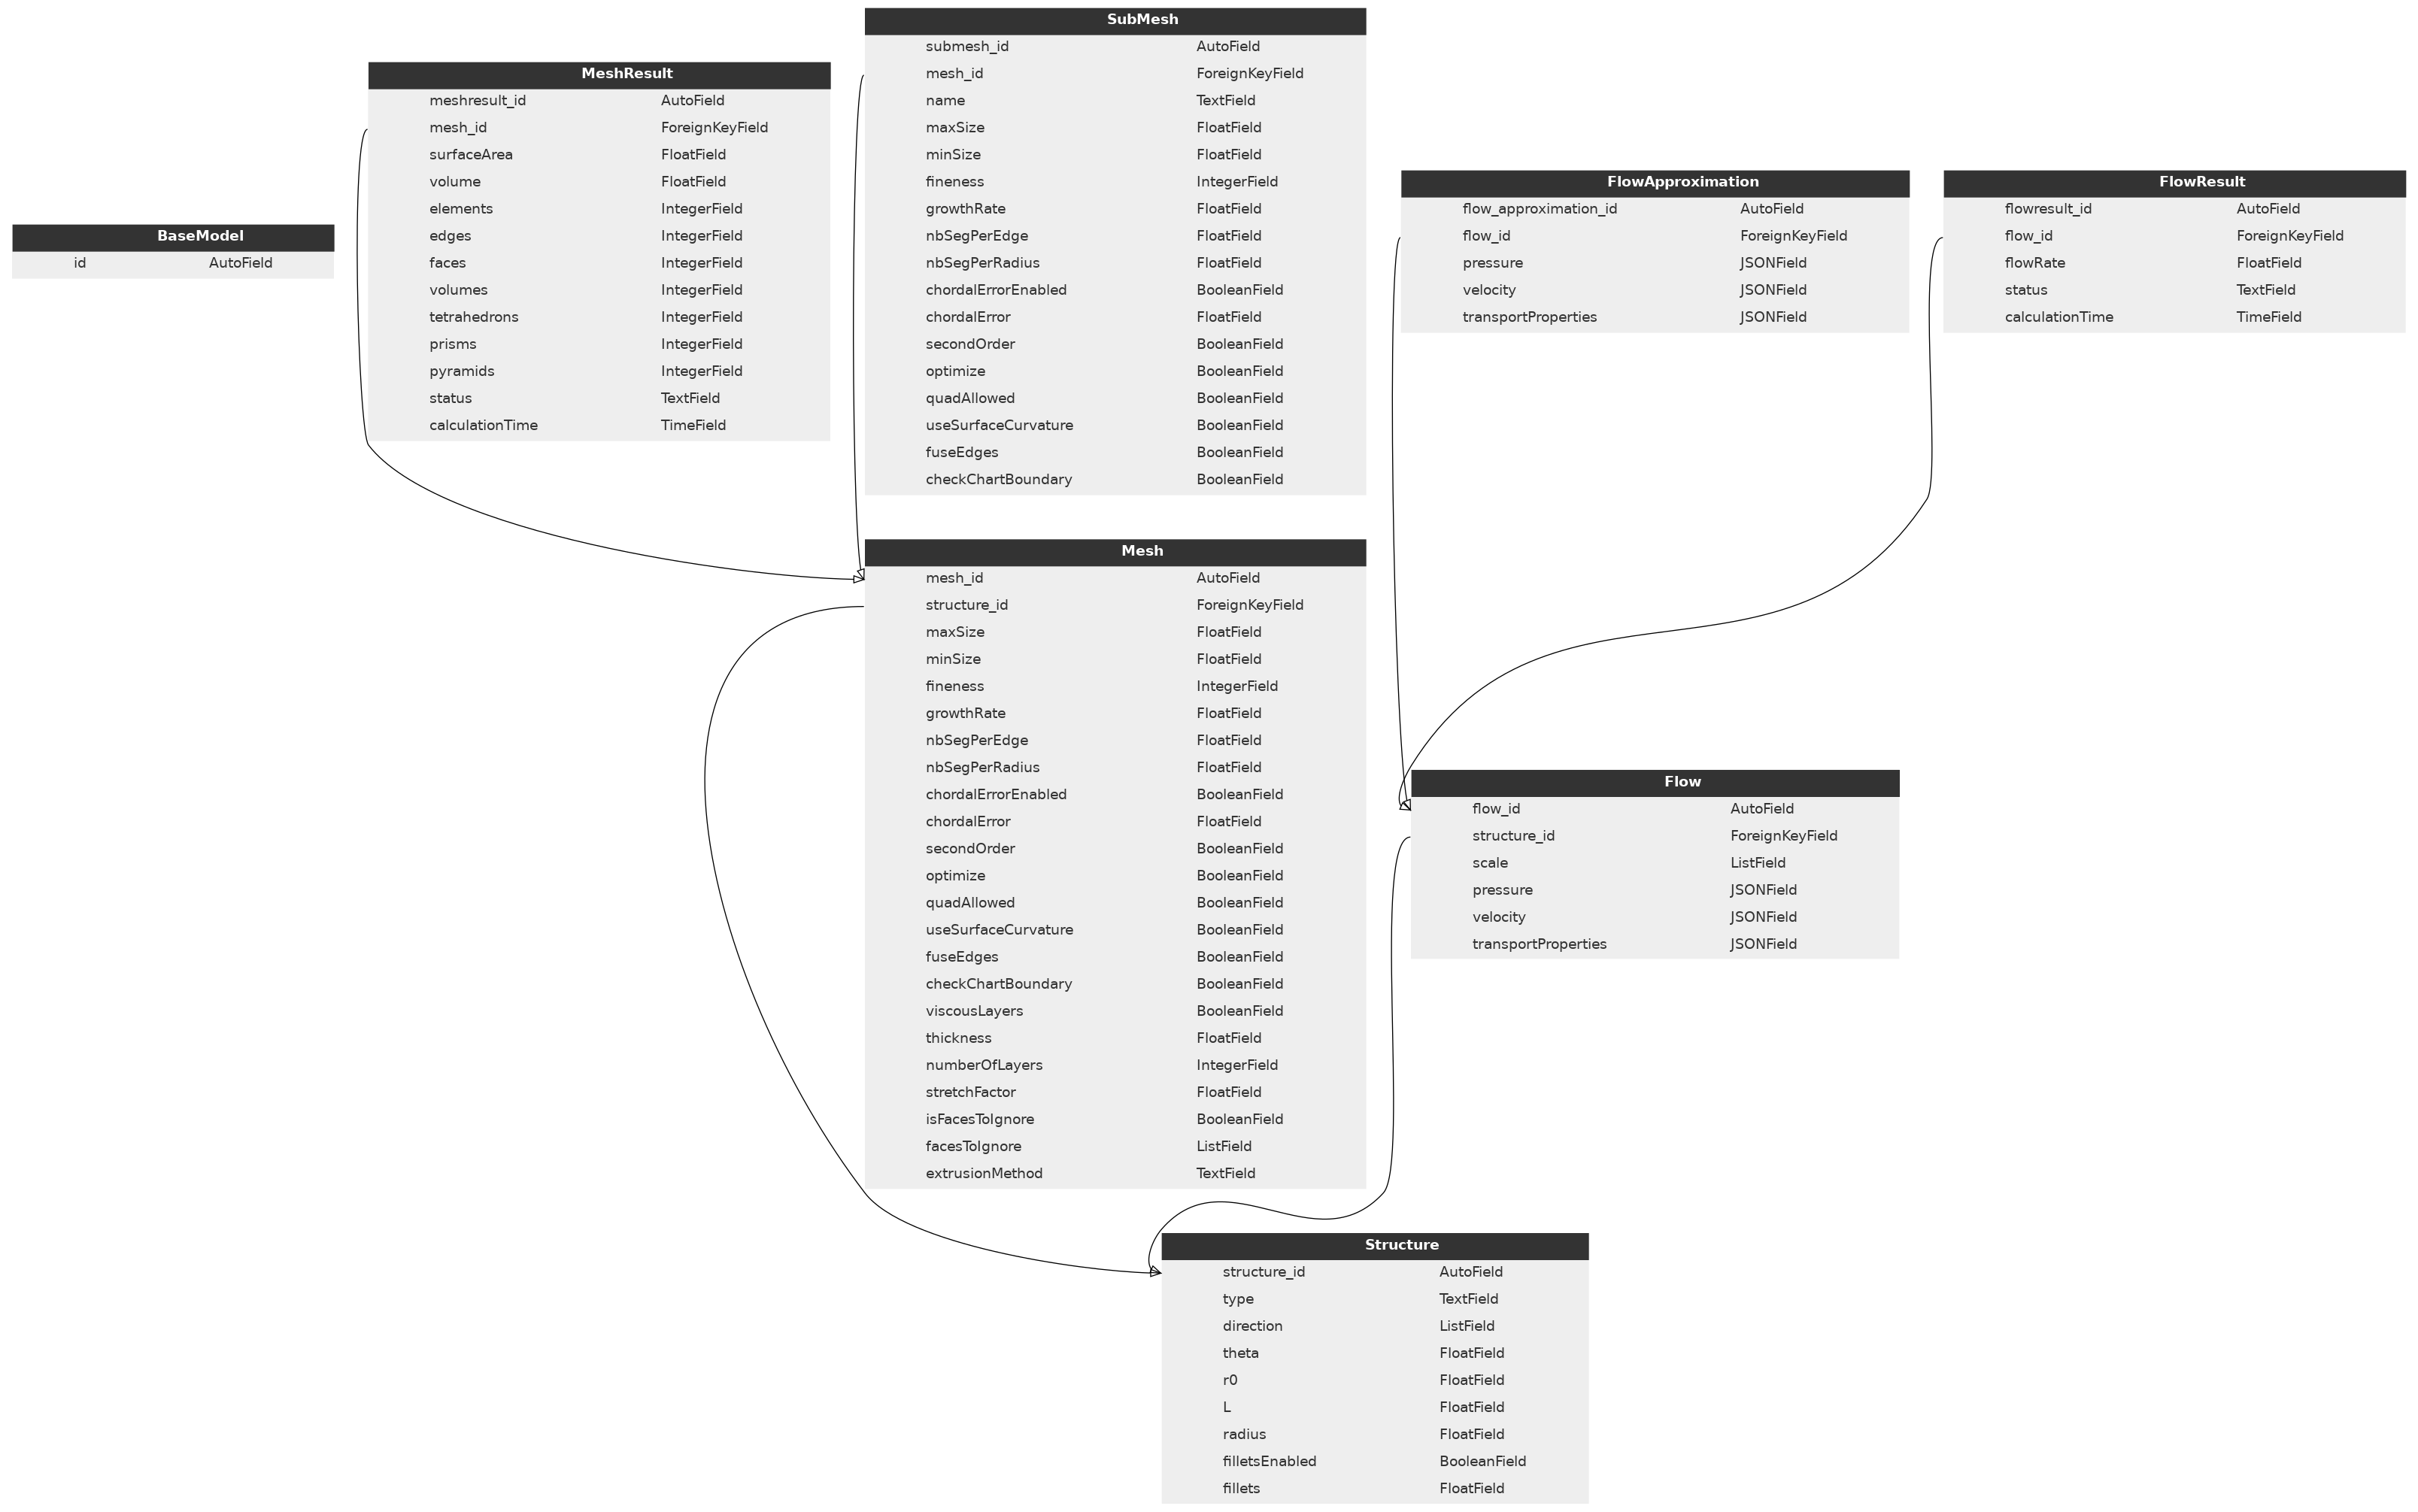 BaseModel
id AutoField
MeshResult
meshresult_id AutoField
mesh_id ForeignKeyField
surfaceArea FloatField
volume FloatField
elements IntegerField
edges IntegerField
faces IntegerField
volumes IntegerField
tetrahedrons IntegerField
prisms IntegerField
pyramids IntegerField
status TextField
calculationTime TimeField
SubMesh
submesh_id AutoField
mesh_id ForeignKeyField
name TextField
maxSize FloatField
minSize FloatField
fineness IntegerField
growthRate FloatField
nbSegPerEdge FloatField
nbSegPerRadius FloatField
chordalErrorEnabled BooleanField
chordalError FloatField
secondOrder BooleanField
optimize BooleanField
quadAllowed BooleanField
useSurfaceCurvature BooleanField
fuseEdges BooleanField
checkChartBoundary BooleanField
FlowApproximation
flow_approximation_id AutoField
flow_id ForeignKeyField
pressure JSONField
velocity JSONField
transportProperties JSONField
FlowResult
flowresult_id AutoField
flow_id ForeignKeyField
flowRate FloatField
status TextField
calculationTime TimeField
Mesh
mesh_id AutoField
structure_id ForeignKeyField
maxSize FloatField
minSize FloatField
fineness IntegerField
growthRate FloatField
nbSegPerEdge FloatField
nbSegPerRadius FloatField
chordalErrorEnabled BooleanField
chordalError FloatField
secondOrder BooleanField
optimize BooleanField
quadAllowed BooleanField
useSurfaceCurvature BooleanField
fuseEdges BooleanField
checkChartBoundary BooleanField
viscousLayers BooleanField
thickness FloatField
numberOfLayers IntegerField
stretchFactor FloatField
isFacesToIgnore BooleanField
facesToIgnore ListField
extrusionMethod TextField
Flow
flow_id AutoField
structure_id ForeignKeyField
scale ListField
pressure JSONField
velocity JSONField
transportProperties JSONField
Structure
structure_id AutoField
type TextField
direction ListField
theta FloatField
r0 FloatField
L FloatField
radius FloatField
filletsEnabled BooleanField
fillets FloatField